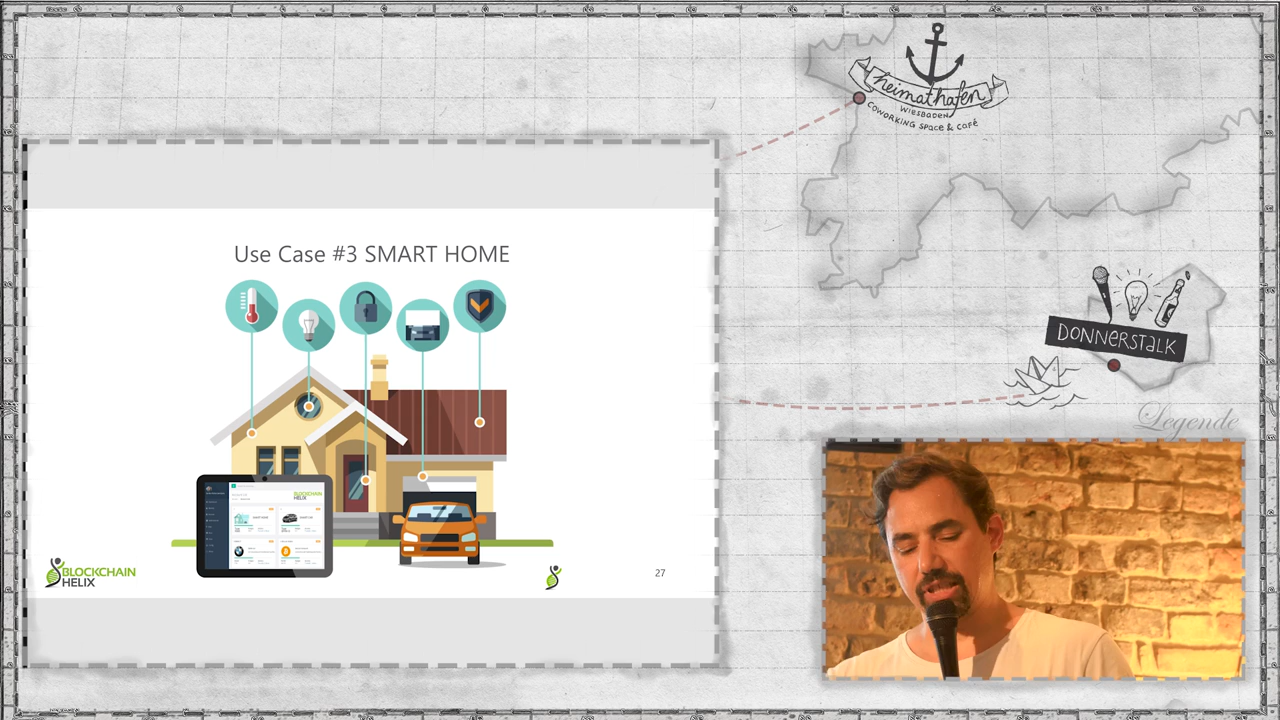 heimathafen
WIESBADEN
COWORKING SPACE & CAFÉ
Use Case #3 SMART HOME
BLOCKCHAIN
HELIX
BLOCKCHAIN
HELIX
27
DONNERSTALK
Legende